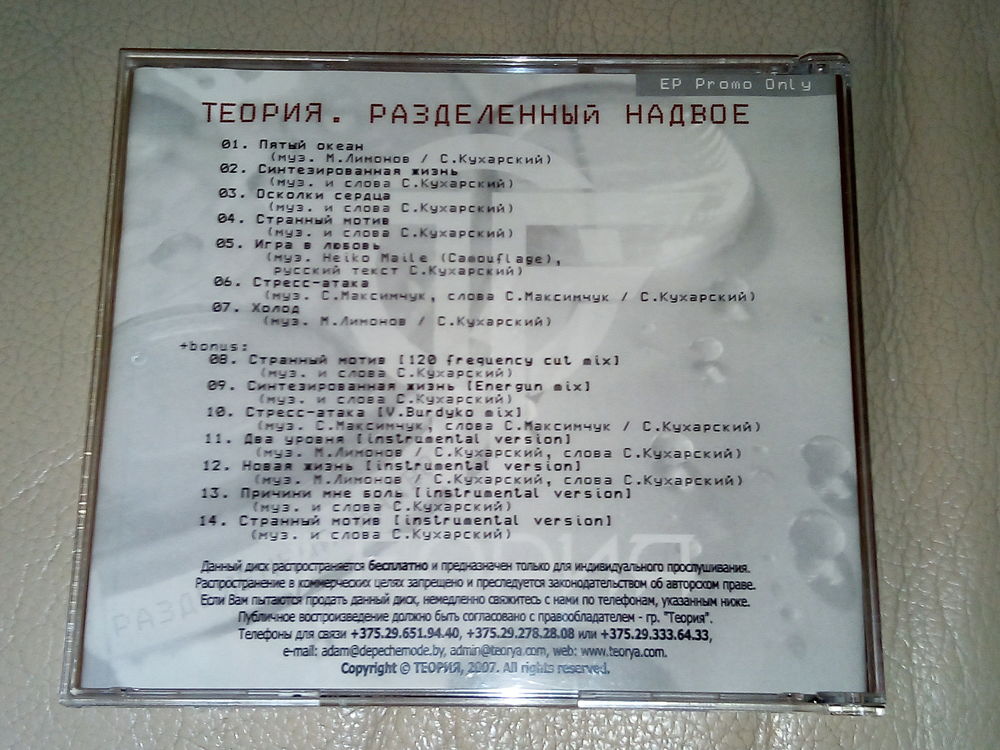 EP Promo Only
ТЕОРИЯ. РАЗДЕЛЕННЫЙ НАДВОЕ
01. Пятый океан
(муз. М.Лимонов / С.Кухарский)
02. Синтезированная жизнь
(муз. и слова С.Кухарский)
03. Осколки сердца
(муз. и слова С.Кухарский)
04. Странный мотив
(муз. и слова С.Кухарский)
05. Игра в любовь
(муз. Heiko Maile (Camouflage),
русский текст С.Кухарский)
06. Стресс-атака
(муз. С.Максимчук, слова С.Максимчук / С.Кухарский)
07. Холод
(муз. М.Лимонов / С.Кухарский)
+bonus:
08. Странный мотив [120 frequency cut mix]
(муз. и слова С.Кухарский)
09. Синтезированная жизнь [Energun mix]
(муз. и слова С.Кухарский)
10. Стресс-атака [V.Burdyko mix]
(муз. С.Максимчук, слова С.Максимчук / С.Кухарский)
11. Два уровня [instrumental version]
(муз. М.Лимонов / С.Кухарский, слова С.Кухарский)
12. Новая жизнь [instrumental version]
(муз. М.Лимонов / С.Кухарский, слова С.Кухарский)
13. Причини мне боль [instrumental version]
(муз. и слова С.Кухарский)
14. Странный мотив [instrumental version]
(муз. и слова С.Кухарский)
Данный диск распространяется бесплатно и предназначен только для индивидуального прослушивания.
Распространение в коммерческих целях запрещено и преследуется законодательством об авторском праве.
Если Вам пытаются продать данный диск, немедленно свяжитесь с нами по телефонам, указанным ниже.
Публичное воспроизведение должно быть согласовано с правообладателем - гр. "Теория".
Телефоны для связи +375.29.651.94.40, +375.29.278.28.08 или +375.29.333.64.33,
e-mail: adam@depechemode.by, admin@teorya.com, web: www.teorya.com.
Copyright © ТЕОРИЯ, 2007. All rights reserved.